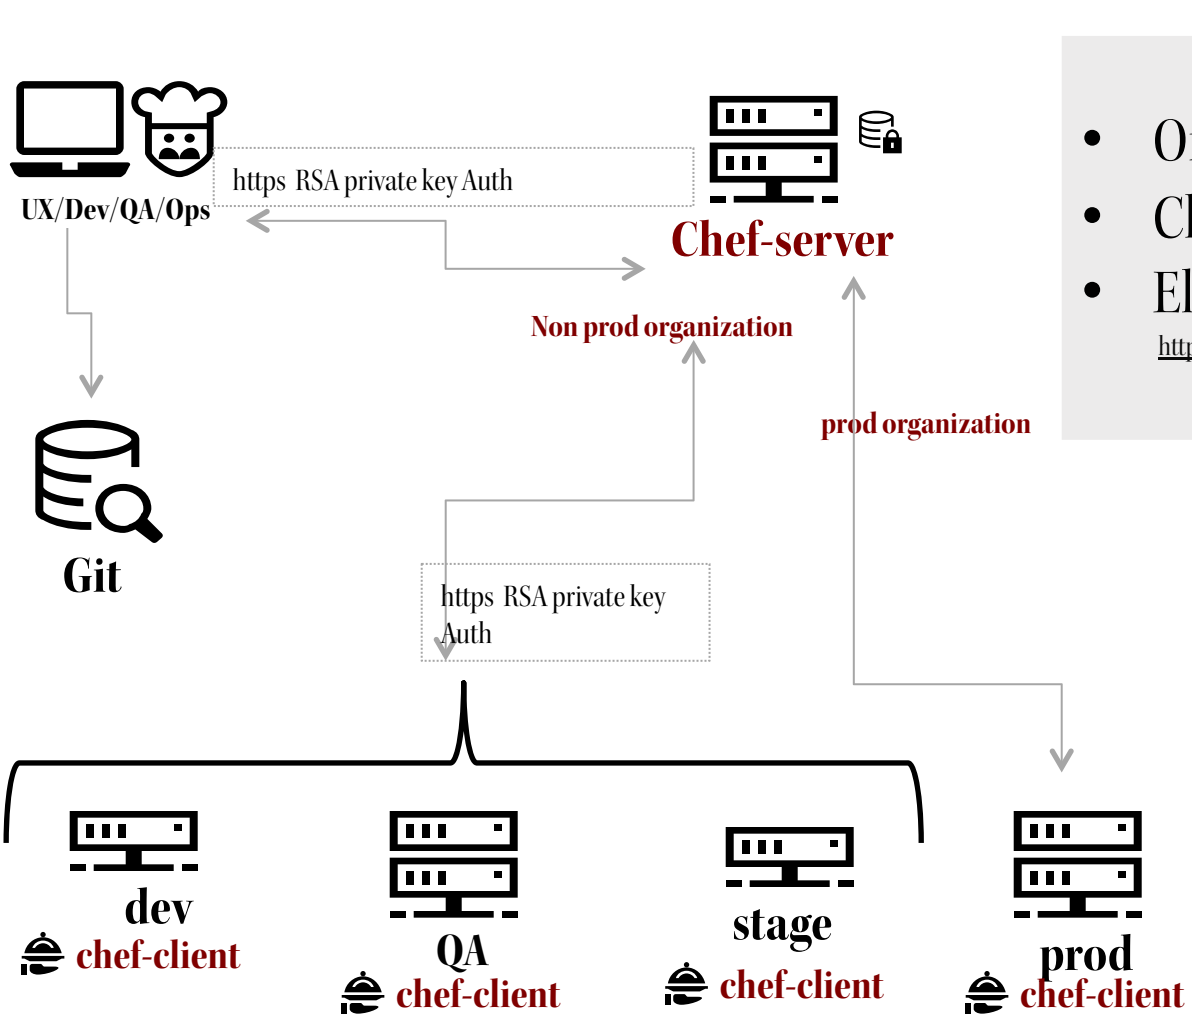 https RSA private key Auth
UX/Dev/QA/Ops
Chef-server
Non prod organization
prod organization
Git
https RSA private key
Auth
dev
chef-client
QA
chef-client
stage
chef-client
prod
chef-client